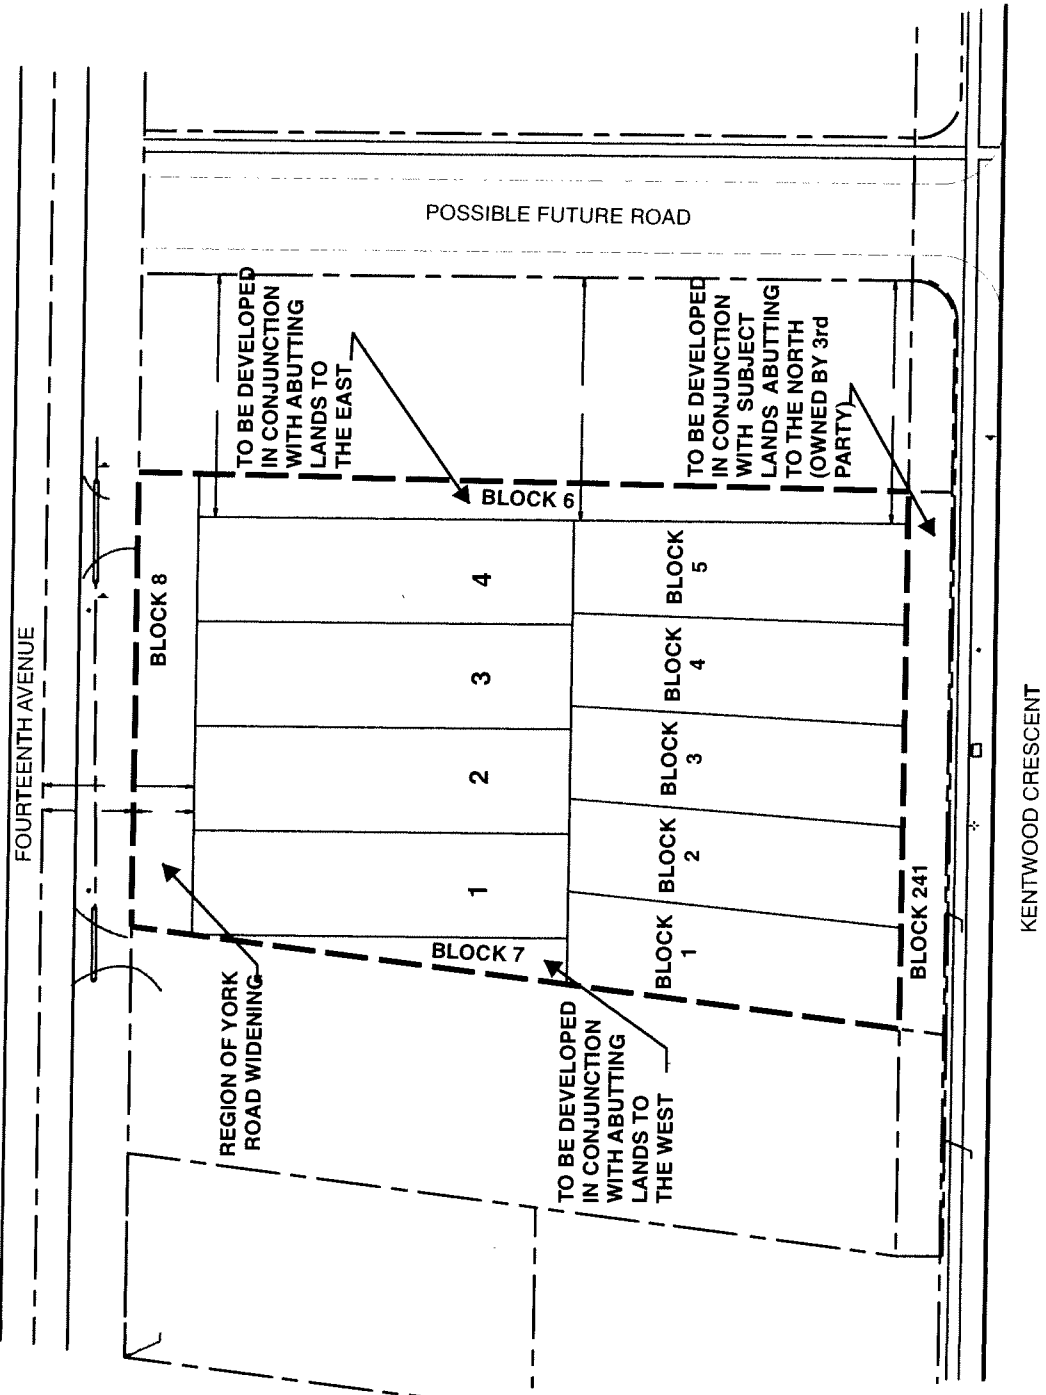 POSSIBLE FUTURE ROAD
TO BE DEVELOPED
IN CONJUNCTION
WITH ABUTTING
LANDS TO
THE EAST
TO BE DEVELOPED
IN CONJUNCTION
WITH SUBJECT
LANDS ABUTTING
TO THE NORTH
(OWNED BY 3rd
PARTY)
FOURTEENTH AVENUE
BLOCK 8
BLOCK 6
4
3
2
1
BLOCK
5
BLOCK
4
BLOCK
3
BLOCK
2
BLOCK
1
BLOCK 7
BLOCK 241
KENTWOOD CRESCENT
REGION OF YORK
ROAD WIDENING
TO BE DEVELOPED
IN CONJUNCTION
WITH ABUTTING
LANDS TO
THE WEST